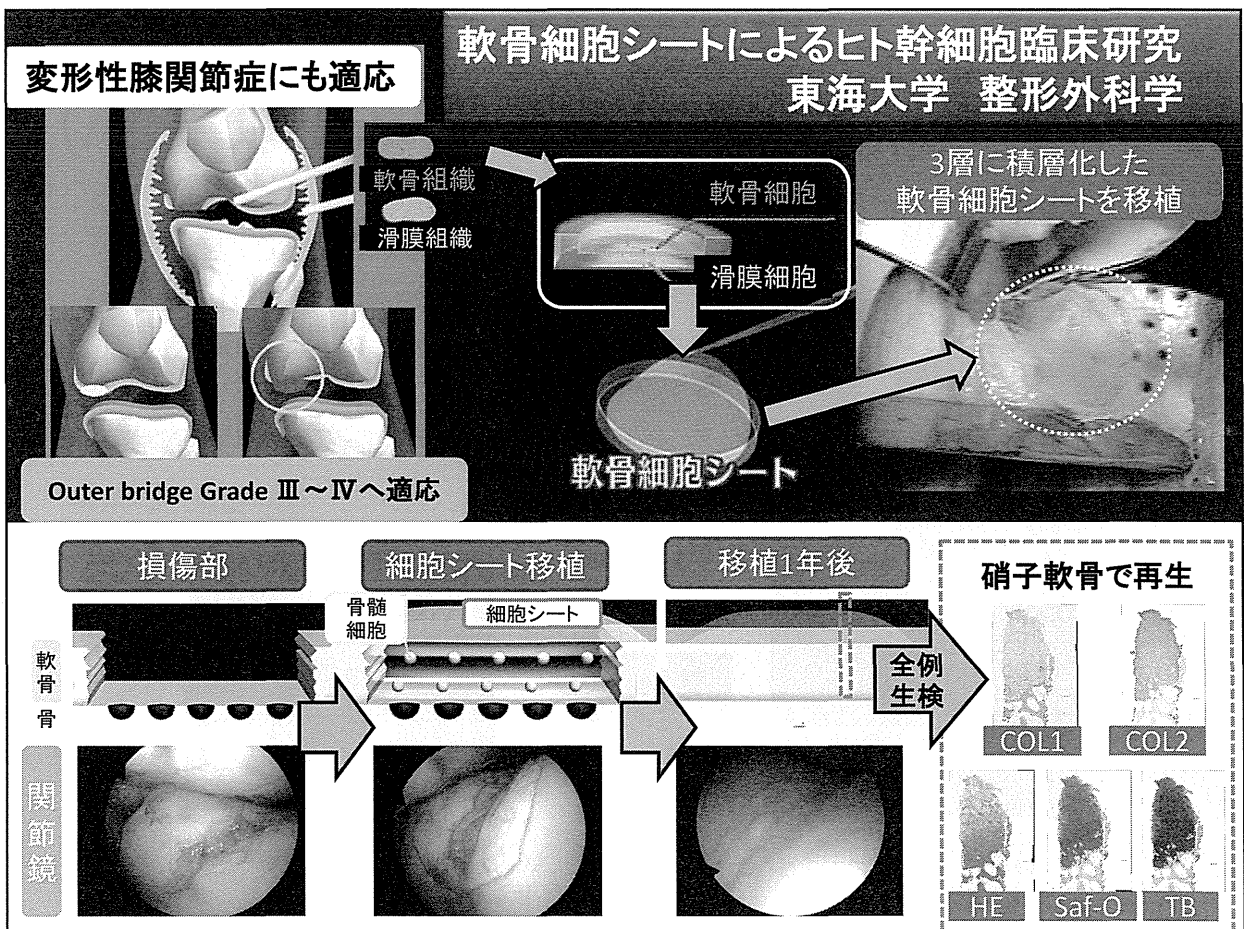 軟骨細胞シートによるヒト幹細胞臨床研究
東海大学 整形外科学
変形性膝関節症にも適応
軟骨組織
滑膜組織
軟骨細胞
滑膜細胞
3層に積層化した
軟骨細胞シートを移植
軟骨細胞シート
Outer bridge Grade Ⅲ～Ⅳへ適応
損傷部
細胞シート移植
移植1年後
骨髄
細胞
細胞シート
軟骨
骨
全例
生検
関節鏡
硝子軟骨で再生
COL1
COL2
HE
Saf-O
TB